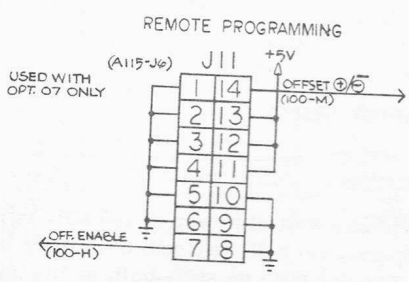 REMOTE PROGRAMMING
(A115-J6) J11 +5V
USED WITH
OPT. 07 ONLY
1 14 OFFSET ⊕/⊖
(100-M)
2 13
3 12
4 11
5 10
6 9
OFF. ENABLE
7 8
(100-H)